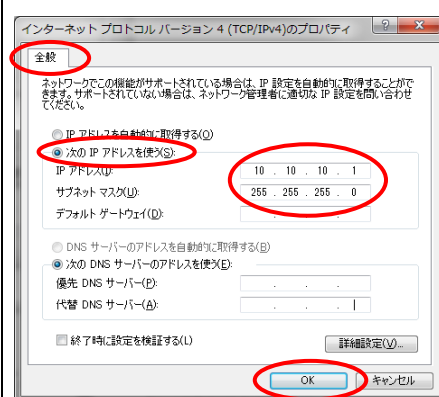 インターネット プロトコル バージョン 4 (TCP/IPv4)のプロパティ
全般
ネットワークでこの機能がサポートされている場合は、IP 設定を自動的に取得することがで
きます。サポートされていない場合は、ネットワーク管理者に適切な IP 設定を問い合わせ
てください。
IP アドレスを自動的に取得する(O)
次の IP アドレスを使う(S):
IP アドレス(I): 10 . 10 . 10 . 1
サブネット マスク(U): 255 . 255 . 255 . 0
デフォルト ゲートウェイ(D): . . .
DNS サーバーのアドレスを自動的に取得する(B)
次の DNS サーバーのアドレスを使う(E):
優先 DNS サーバー(P): . . .
代替 DNS サーバー(A): . . .
終了時に設定を検証する(L)
詳細設定(V)...
OK キャンセル